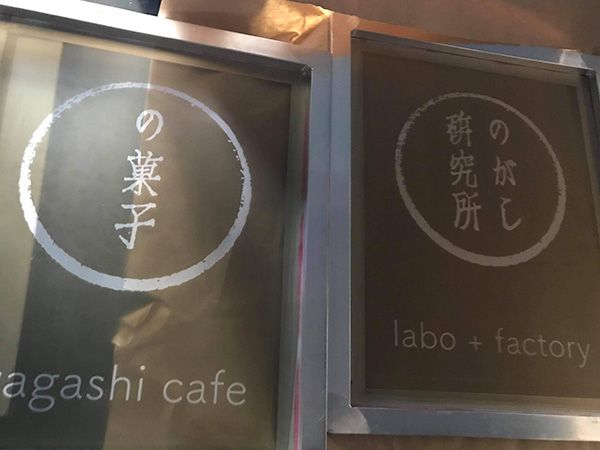 の菓子
agashi cafe
のがし
研究所
labo + factory